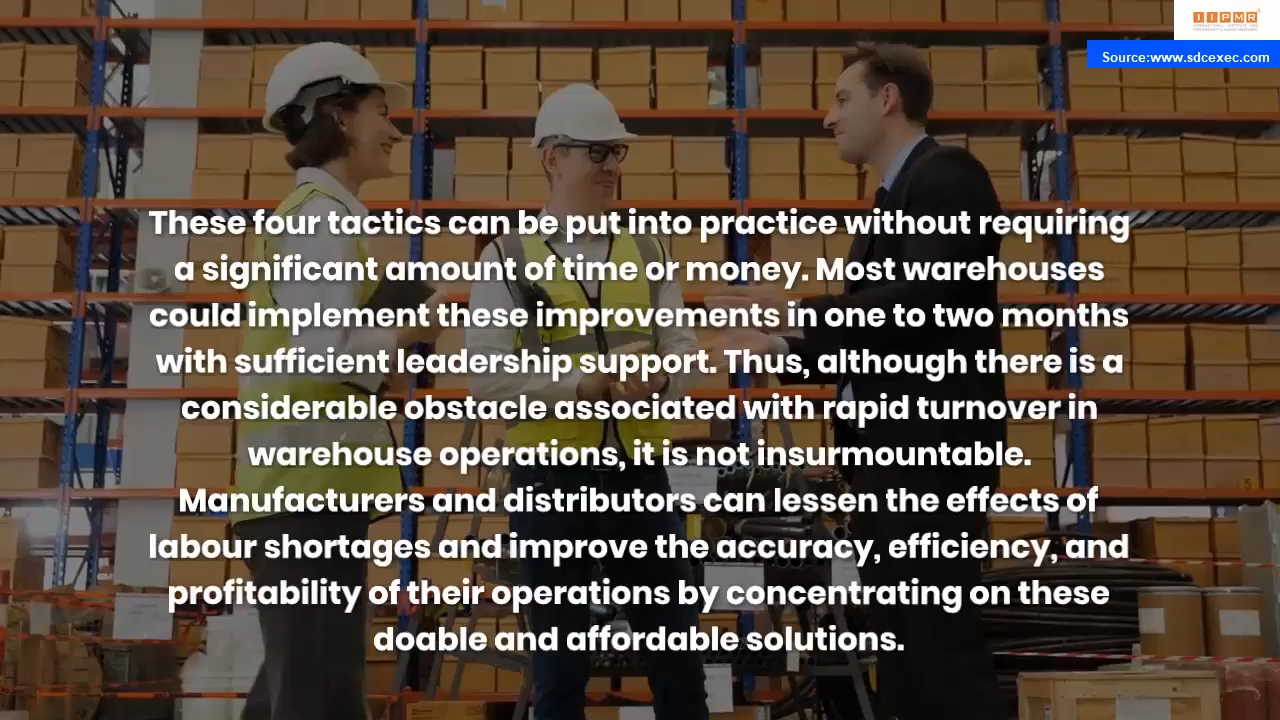 IIPMR
Source:www.sdcexec.com
These four tactics can be put into practice without requiring
a significant amount of time or money. Most warehouses
could implement these improvements in one to two months
with sufficient leadership support. Thus, although there is a
considerable obstacle associated with rapid turnover in
warehouse operations, it is not insurmountable.
Manufacturers and distributors can lessen the effects of
labour shortages and improve the accuracy, efficiency, and
profitability of their operations by concentrating on these
doable and affordable solutions.